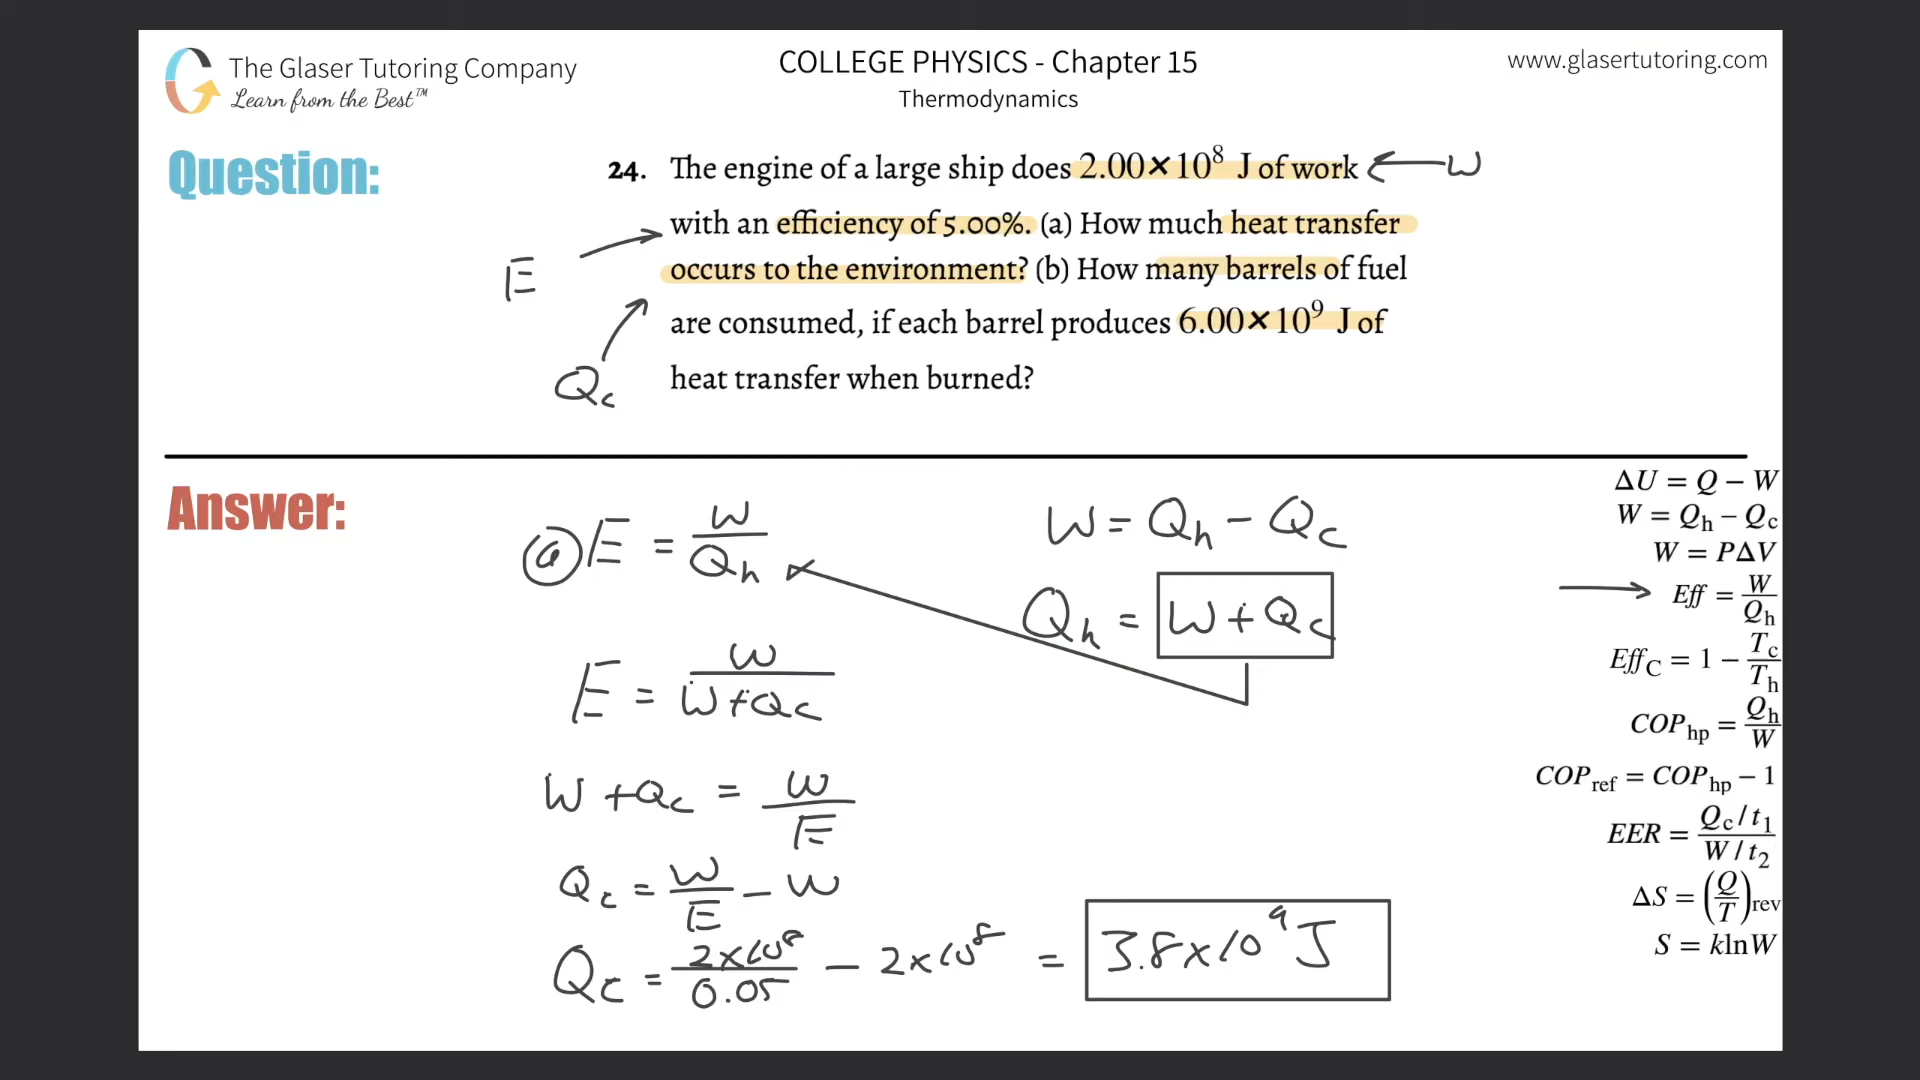 The Glaser Tutoring Company
Learn from the Best™
COLLEGE PHYSICS - Chapter 15
Thermodynamics
www.glasertutoring.com
Question:
24. The engine of a large ship does 2.00×10⁸ J of work ← W
with an efficiency of 5.00%. (a) How much heat transfer
E
occurs to the environment? (b) How many barrels of fuel
are consumed, if each barrel produces 6.00×10⁹ J of
Qc
heat transfer when burned?
Answer:
ⓐ E = W/Qh
W = Qh - Qc
Qh = W + Qc
E = W/(W+Qc)
W + Qc = W/E
Qc = W/E - W
Qc = 2×10⁸/0.05 - 2×10⁸ = 3.8×10⁹ J
ΔU = Q − W
W = Qh − Qc
W = PΔV
→ Eff = W/Qh
EffC = 1 − Tc/Th
COPhp = Qh/W
COPref = COPhp − 1
EER = (Qc / t₁)/(W / t₂)
ΔS = (Q/T)rev
S = klnW